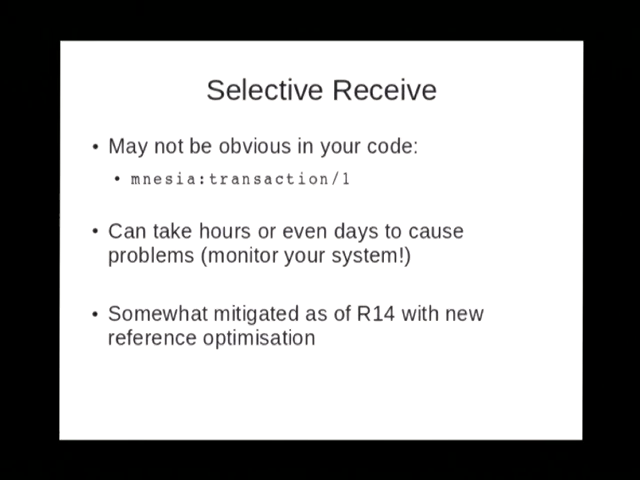 Selective Receive
• May not be obvious in your code:
• mnesia:transaction/1
• Can take hours or even days to cause
problems (monitor your system!)
• Somewhat mitigated as of R14 with new
reference optimisation